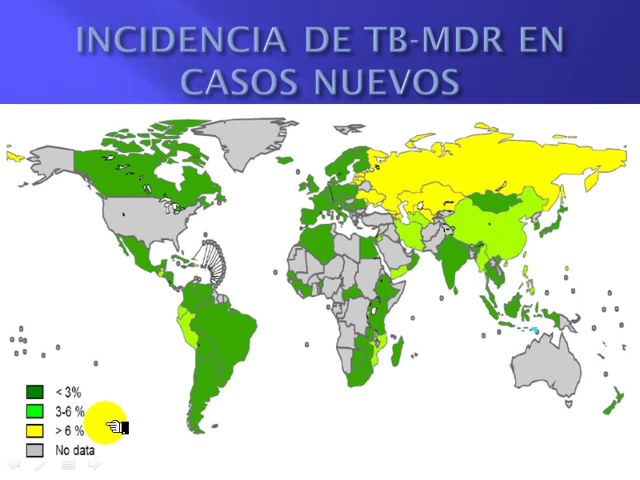 INCIDENCIA DE TB-MDR EN
CASOS NUEVOS
< 3%
3-6 %
> 6 %
No data